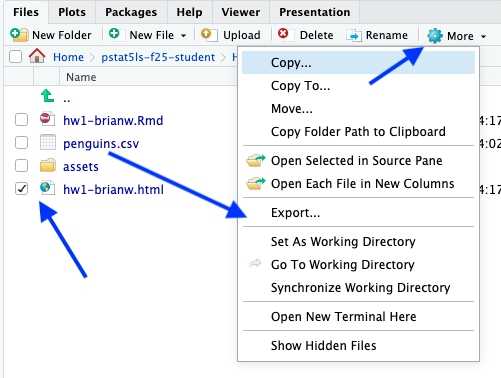 Files Plots Packages Help Viewer Presentation
New Folder New File Upload Delete Rename More
Home pstat5ls-f25-student H
Name
..
hw1-brianw.Rmd 4:17
penguins.csv 4:02
assets
hw1-brianw.html 4:17
Copy...
Copy To...
Move...
Copy Folder Path to Clipboard
Open Selected in Source Pane
Open Each File in New Columns
Export...
Set As Working Directory
Go To Working Directory
Synchronize Working Directory
Open New Terminal Here
Show Hidden Files